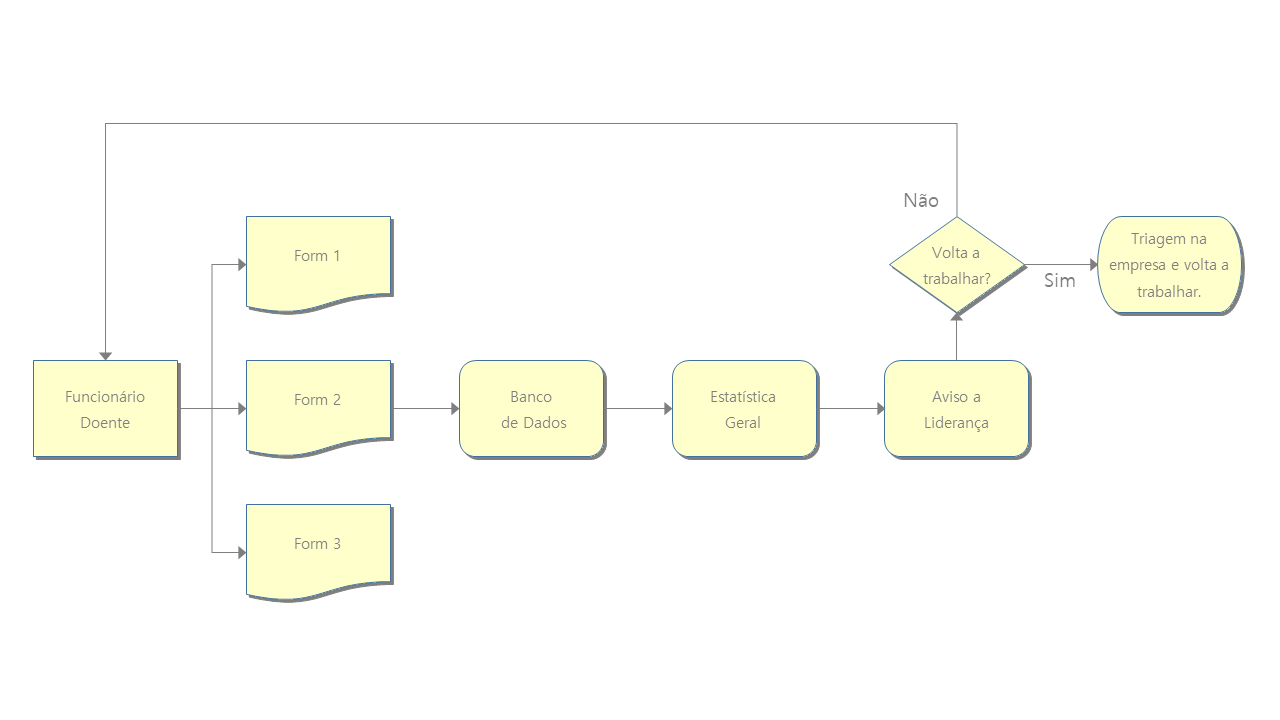 Não
Form 1
Volta a
trabalhar?
Sim
Triagem na
empresa e volta a
trabalhar.
Funcionário
Doente
Form 2
Banco
de Dados
Estatística
Geral
Aviso a
Liderança
Form 3